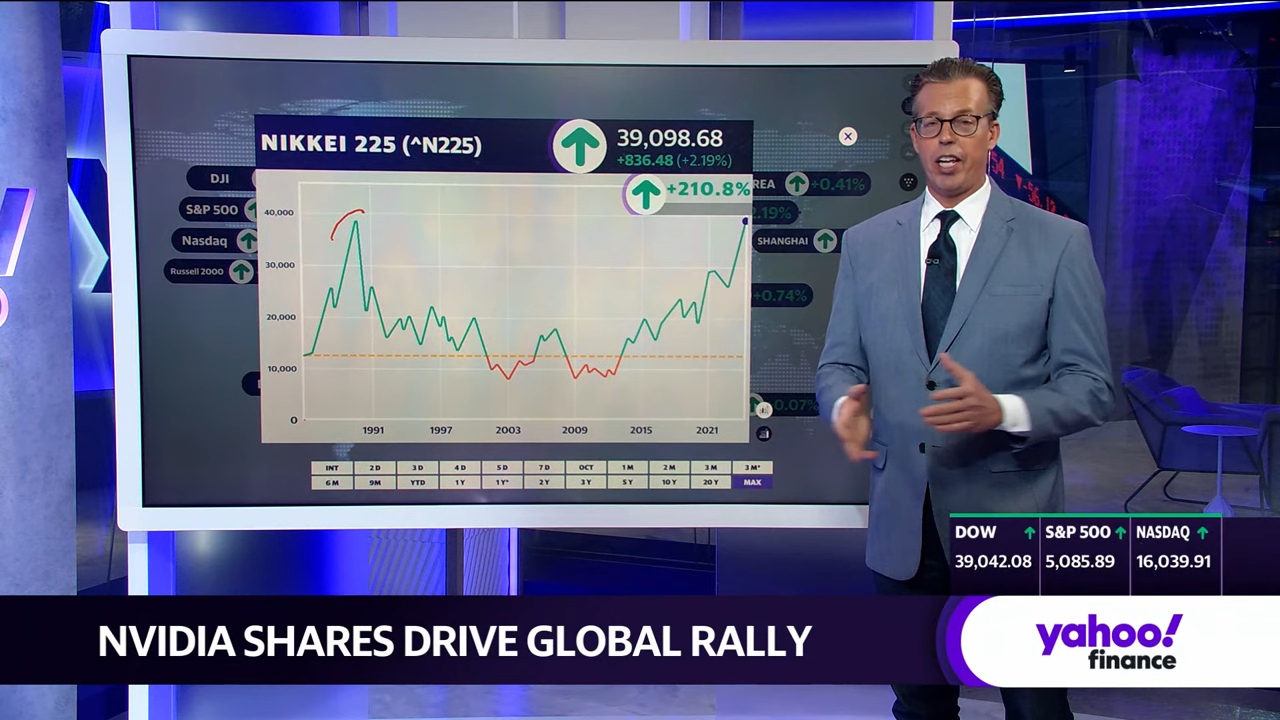 NIKKEI 225 (^N225)
39,098.68
+836.48 (+2.19%)
+210.8%
40,000
30,000
20,000
10,000
0
1991 1997 2003 2009 2015 2021
DJI
S&P 500
Nasdaq
Russell 2000
REA +0.41%
2.19%
SHANGHAI
+0.74%
0.07%
INT 2 D 3 D 4 D 5 D 7 D OCT 1 M 2 M 3 M 3 M*
6 M 9M YTD 1 Y 1 Y* 2 Y 3 Y 5 Y 10 Y 20 Y MAX
DOW S&P 500 NASDAQ
39,042.08 5,085.89 16,039.91
NVIDIA SHARES DRIVE GLOBAL RALLY
yahoo!
finance